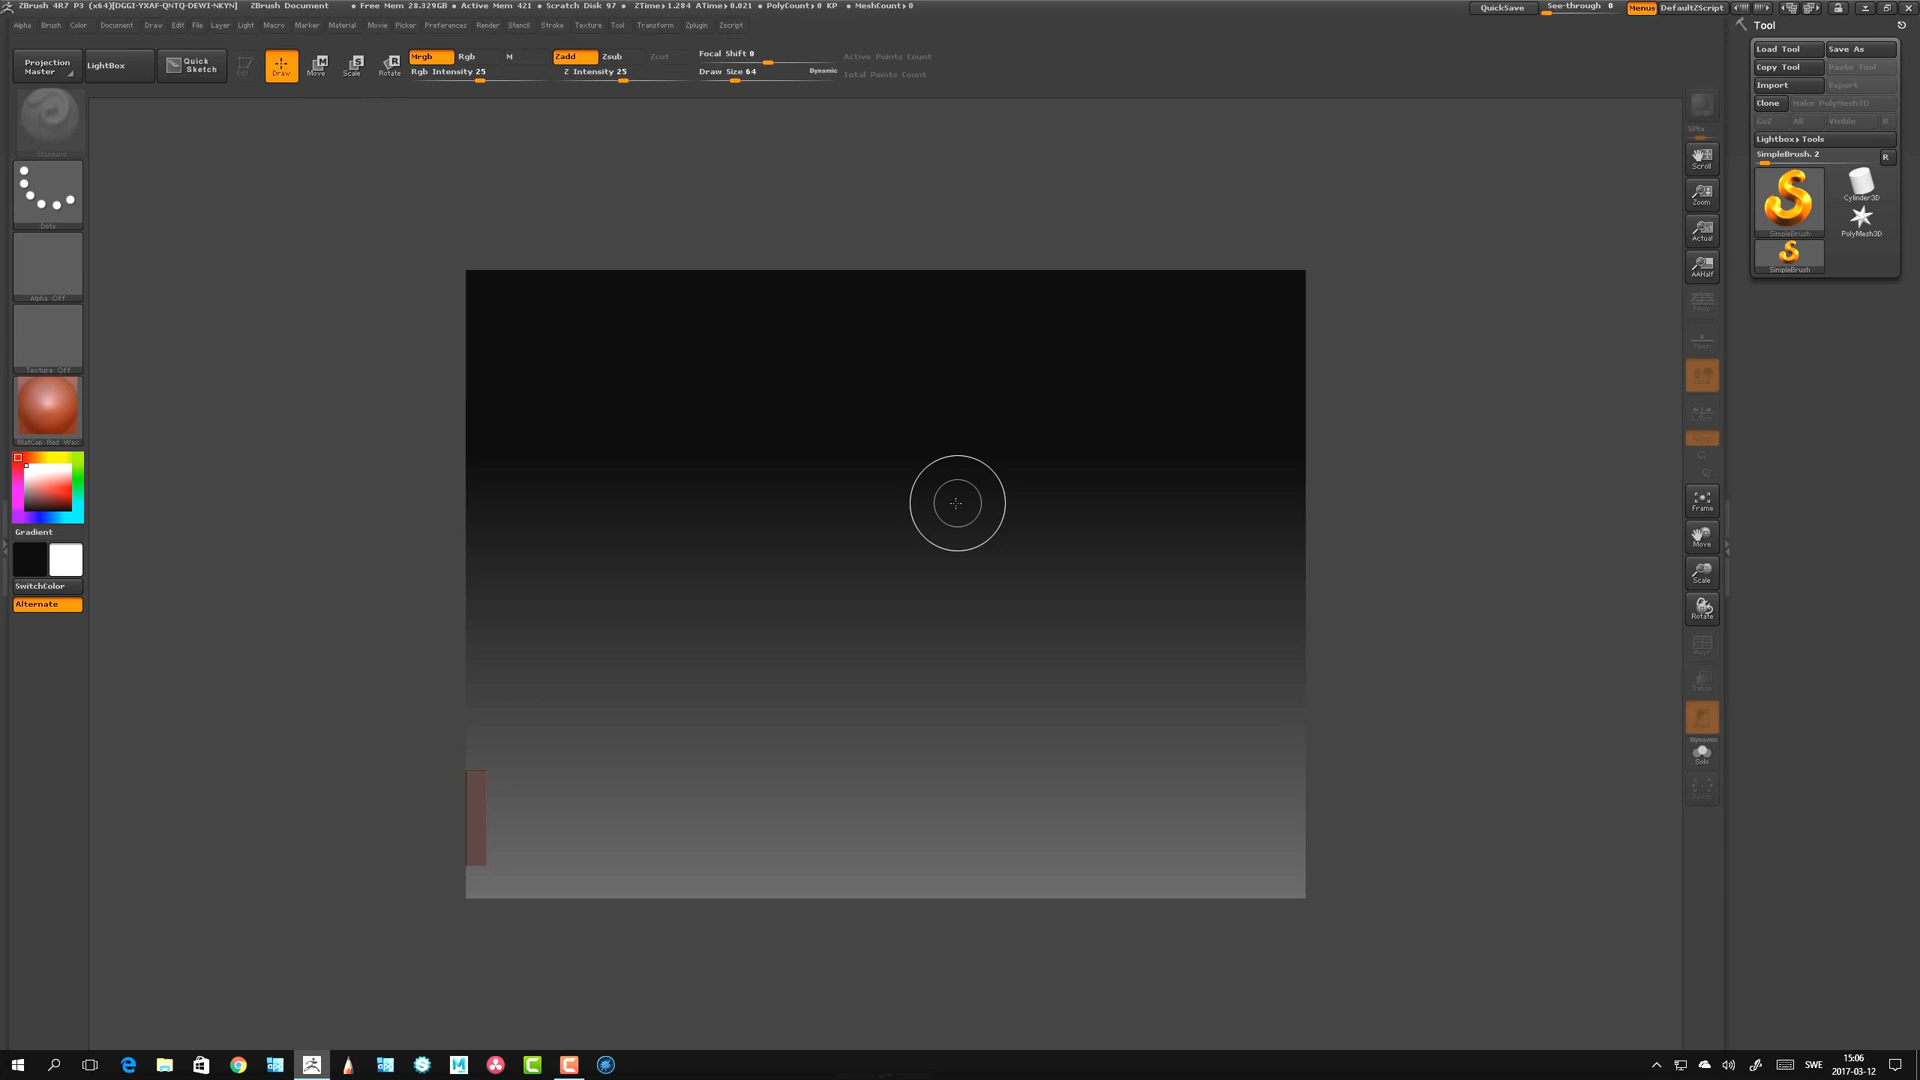 ZBrush 4R7 P3 (x64)[DGGI-YXAF-QNTQ-DEWI-NKYN] ZBrush Document • Free Mem 28.329GB • Active Mem 421 • Scratch Disk 97 • ZTime▸1.284 ATime▸0.021 • PolyCount▸0 KP • MeshCount▸0 QuickSave See-through 0 Menus DefaultZScript
Alpha Brush Color Document Draw Edit File Layer Light Macro Marker Material Movie Picker Preferences Render Stencil Stroke Texture Tool Transform Zplugin Zscript
Projection Master
LightBox
Quick Sketch
Edit
Draw
Move
Scale
Rotate
Mrgb Rgb M
Rgb Intensity 25
Zadd Zsub Zcut
Z Intensity 25
Focal Shift 0
Draw Size 64 Dynamic
Active Points Count
Total Points Count
Standard
Dots
Alpha Off
Texture Off
MatCap Red Wax
Gradient
SwitchColor
Alternate
SPix
Scroll
Zoom
Actual
AAHalf
Persp
Floor
Frame
Move
Scale
Rotate
PolyF
Transp
Dynamic
Solo
Tool
Load Tool Save As
Copy Tool Paste Tool
Import Export
Clone Make PolyMesh3D
GoZ All Visible R
Lightbox▸Tools
SimpleBrush. 2 R
SimpleBrush
Cylinder3D
PolyMesh3D
SimpleBrush
SWE
15:06
2017-03-12